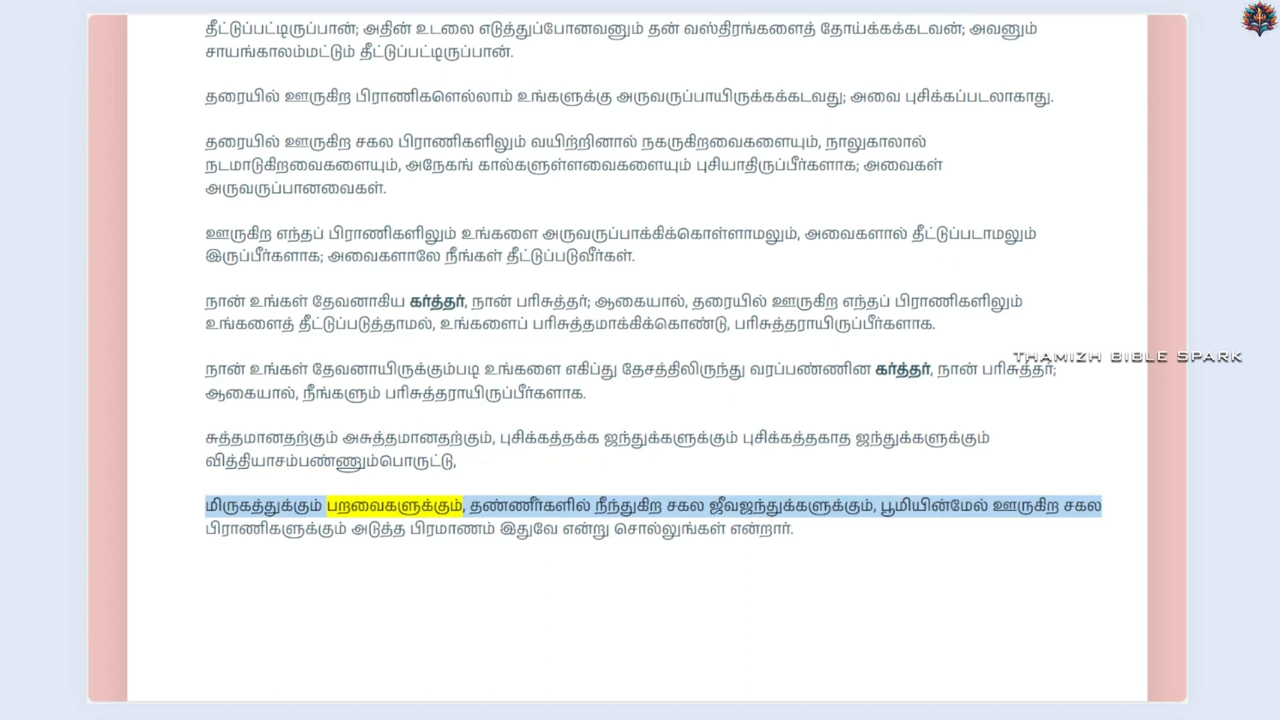 தீட்டுப்பட்டிருப்பான்; அதின் உடலை எடுத்துப்போனவனும் தன் வஸ்திரங்களைத் தோய்க்கக்கடவன்; அவனும்
சாயங்காலம்மட்டும் தீட்டுப்பட்டிருப்பான்.
தரையில் ஊருகிற பிராணிகளெல்லாம் உங்களுக்கு அருவருப்பாயிருக்கக்கடவது; அவை புசிக்கப்படலாகாது.
தரையில் ஊருகிற சகல பிராணிகளிலும் வயிற்றினால் நகருகிறவைகளையும், நாலுகாலால்
நடமாடுகிறவைகளையும், அநேகங் கால்களுள்ளவைகளையும் புசியாதிருப்பீர்களாக; அவைகள்
அருவருப்பானவைகள்.
ஊருகிற எந்தப் பிராணிகளிலும் உங்களை அருவருப்பாக்கிக்கொள்ளாமலும், அவைகளால் தீட்டுப்படாமலும்
இருப்பீர்களாக; அவைகளாலே நீங்கள் தீட்டுப்படுவீர்கள்.
நான் உங்கள் தேவனாகிய கர்த்தர், நான் பரிசுத்தர்; ஆகையால், தரையில் ஊருகிற எந்தப் பிராணிகளிலும்
உங்களைத் தீட்டுப்படுத்தாமல், உங்களைப் பரிசுத்தமாக்கிக்கொண்டு, பரிசுத்தராயிருப்பீர்களாக.
THAMIZH BIBLE SPARK
நான் உங்கள் தேவனாயிருக்கும்படி உங்களை எகிப்து தேசத்திலிருந்து வரப்பண்ணின கர்த்தர், நான் பரிசுத்தர்;
ஆகையால், நீங்களும் பரிசுத்தராயிருப்பீர்களாக.
சுத்தமானதற்கும் அசுத்தமானதற்கும், புசிக்கத்தக்க ஜந்துக்களுக்கும் புசிக்கத்தகாத ஜந்துக்களுக்கும்
வித்தியாசம்பண்ணும்பொருட்டு,
மிருகத்துக்கும் பறவைகளுக்கும், தண்ணீர்களில் நீந்துகிற சகல ஜீவஜந்துக்களுக்கும், பூமியின்மேல் ஊருகிற சகல
பிராணிகளுக்கும் அடுத்த பிரமாணம் இதுவே என்று சொல்லுங்கள் என்றார்.